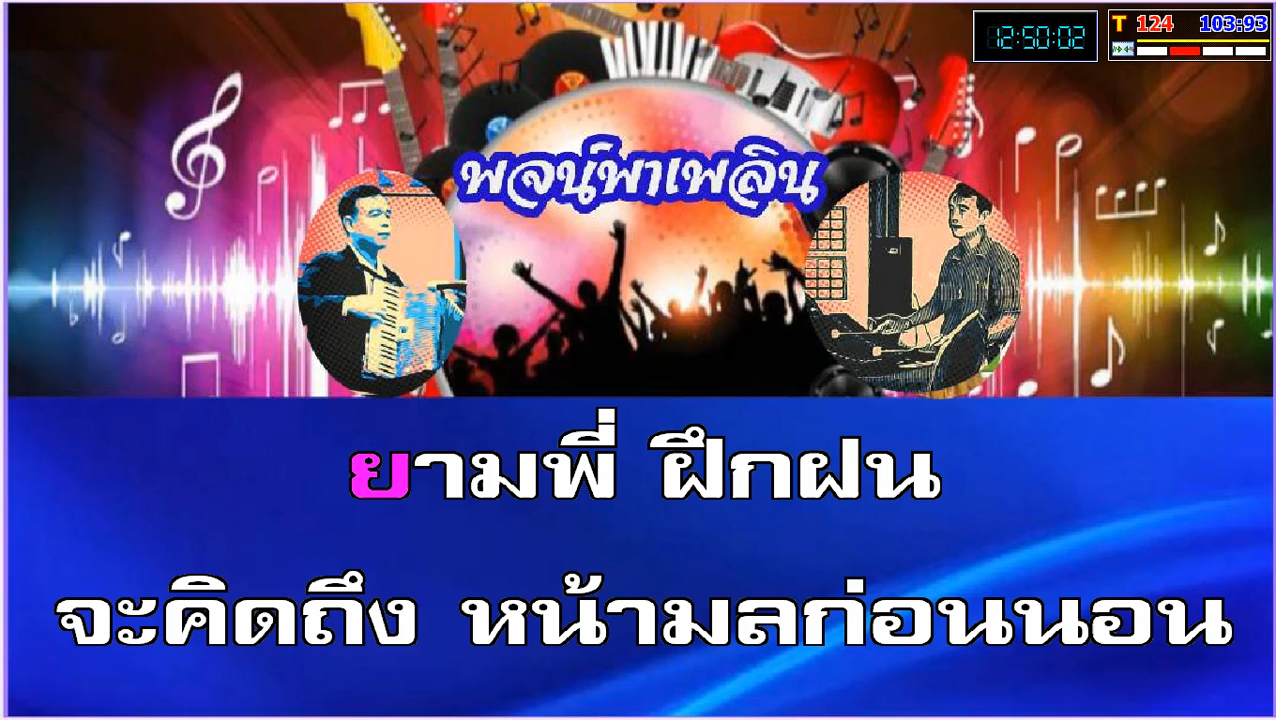 12:50:02
T 124 103:93
พจน์พาเพลิน
ยามพี่ ฝึกฝน
จะคิดถึง หน้ามลก่อนนอน